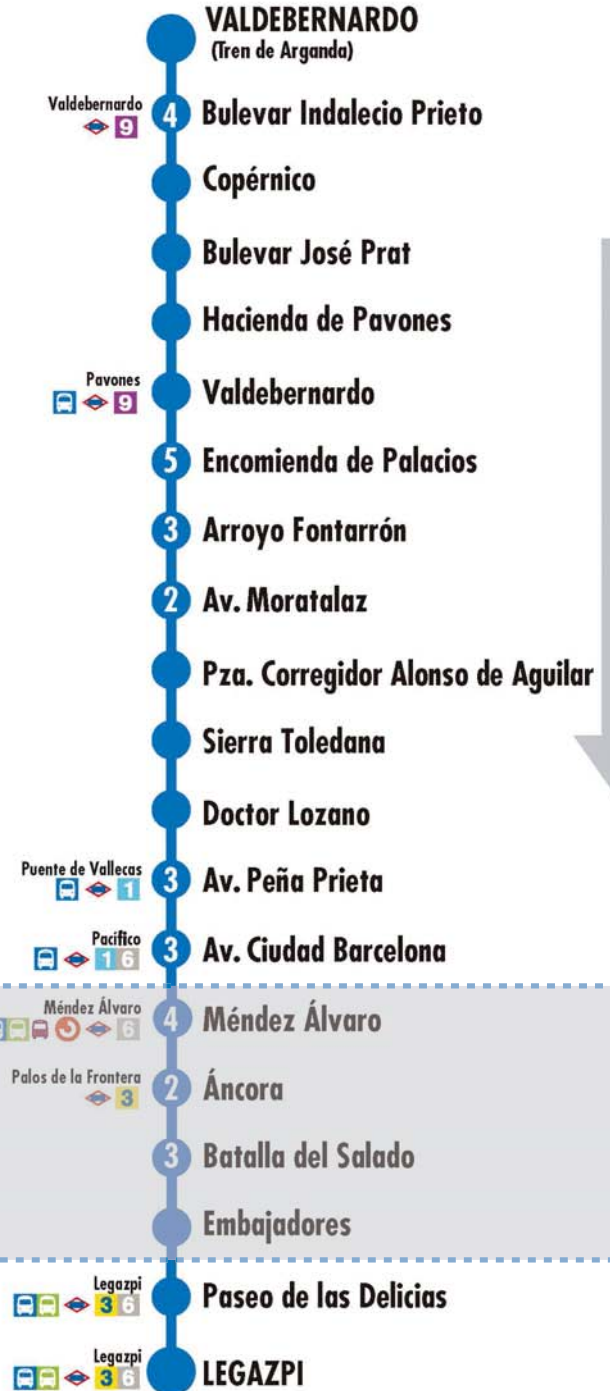 VALDEBERNARDO
(Tren de Arganda)
Valdebernardo
9
4 Bulevar Indalecio Prieto
Copérnico
Bulevar José Prat
Hacienda de Pavones
Pavones
9
Valdebernardo
5 Encomienda de Palacios
3 Arroyo Fontarrón
2 Av. Moratalaz
Pza. Corregidor Alonso de Aguilar
Sierra Toledana
Doctor Lozano
Puente de Vallecas
1
3 Av. Peña Prieta
Pacífico
1 6
3 Av. Ciudad Barcelona
Méndez Álvaro
6
4 Méndez Álvaro
Palos de la Frontera
3
2 Áncora
3 Batalla del Salado
Embajadores
Legazpi
3 6
Paseo de las Delicias
Legazpi
3 6
LEGAZPI